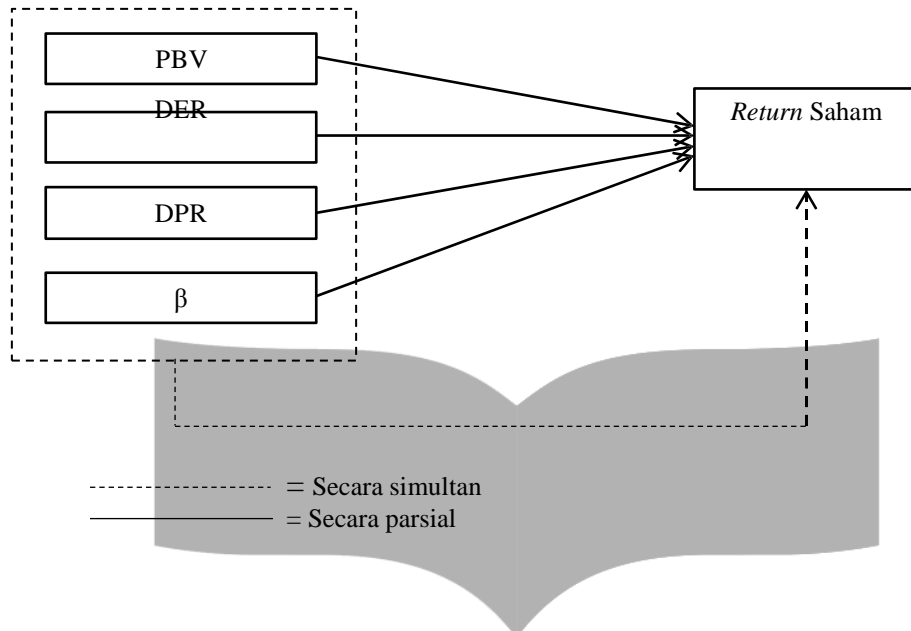 PBV
DER
DPR
β
Return Saham
= Secara simultan
= Secara parsial